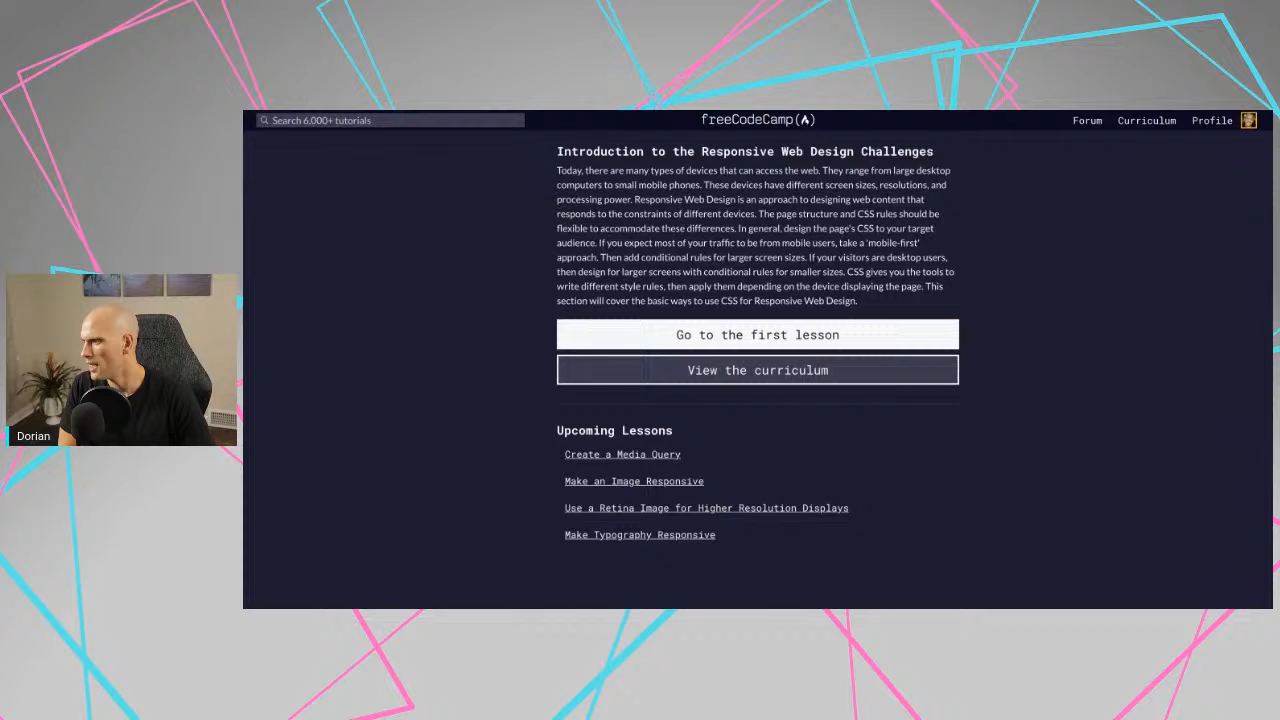 Search 6,000+ tutorials
freeCodeCamp
Forum
Curriculum
Profile
Introduction to the Responsive Web Design Challenges
Today, there are many types of devices that can access the web. They range from large desktop
computers to small mobile phones. These devices have different screen sizes, resolutions, and
processing power. Responsive Web Design is an approach to designing web content that
responds to the constraints of different devices. The page structure and CSS rules should be
flexible to accommodate these differences. In general, design the page's CSS to your target
audience. If you expect most of your traffic to be from mobile users, take a 'mobile-first'
approach. Then add conditional rules for larger screen sizes. If your visitors are desktop users,
then design for larger screens with conditional rules for smaller sizes. CSS gives you the tools to
write different style rules, then apply them depending on the device displaying the page. This
section will cover the basic ways to use CSS for Responsive Web Design.
Go to the first lesson
View the curriculum
Upcoming Lessons
Create a Media Query
Make an Image Responsive
Use a Retina Image for Higher Resolution Displays
Make Typography Responsive
Dorian